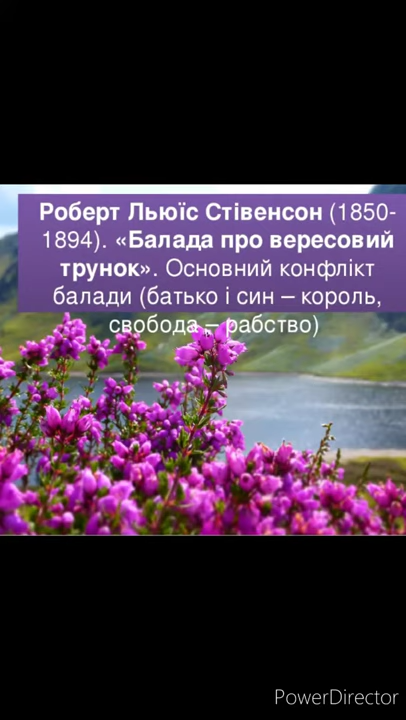 Роберт Льюїс Стівенсон (1850-
1894). «Балада про вересовий
трунок». Основний конфлікт
балади (батько і син – король,
свобода – рабство)
PowerDirector